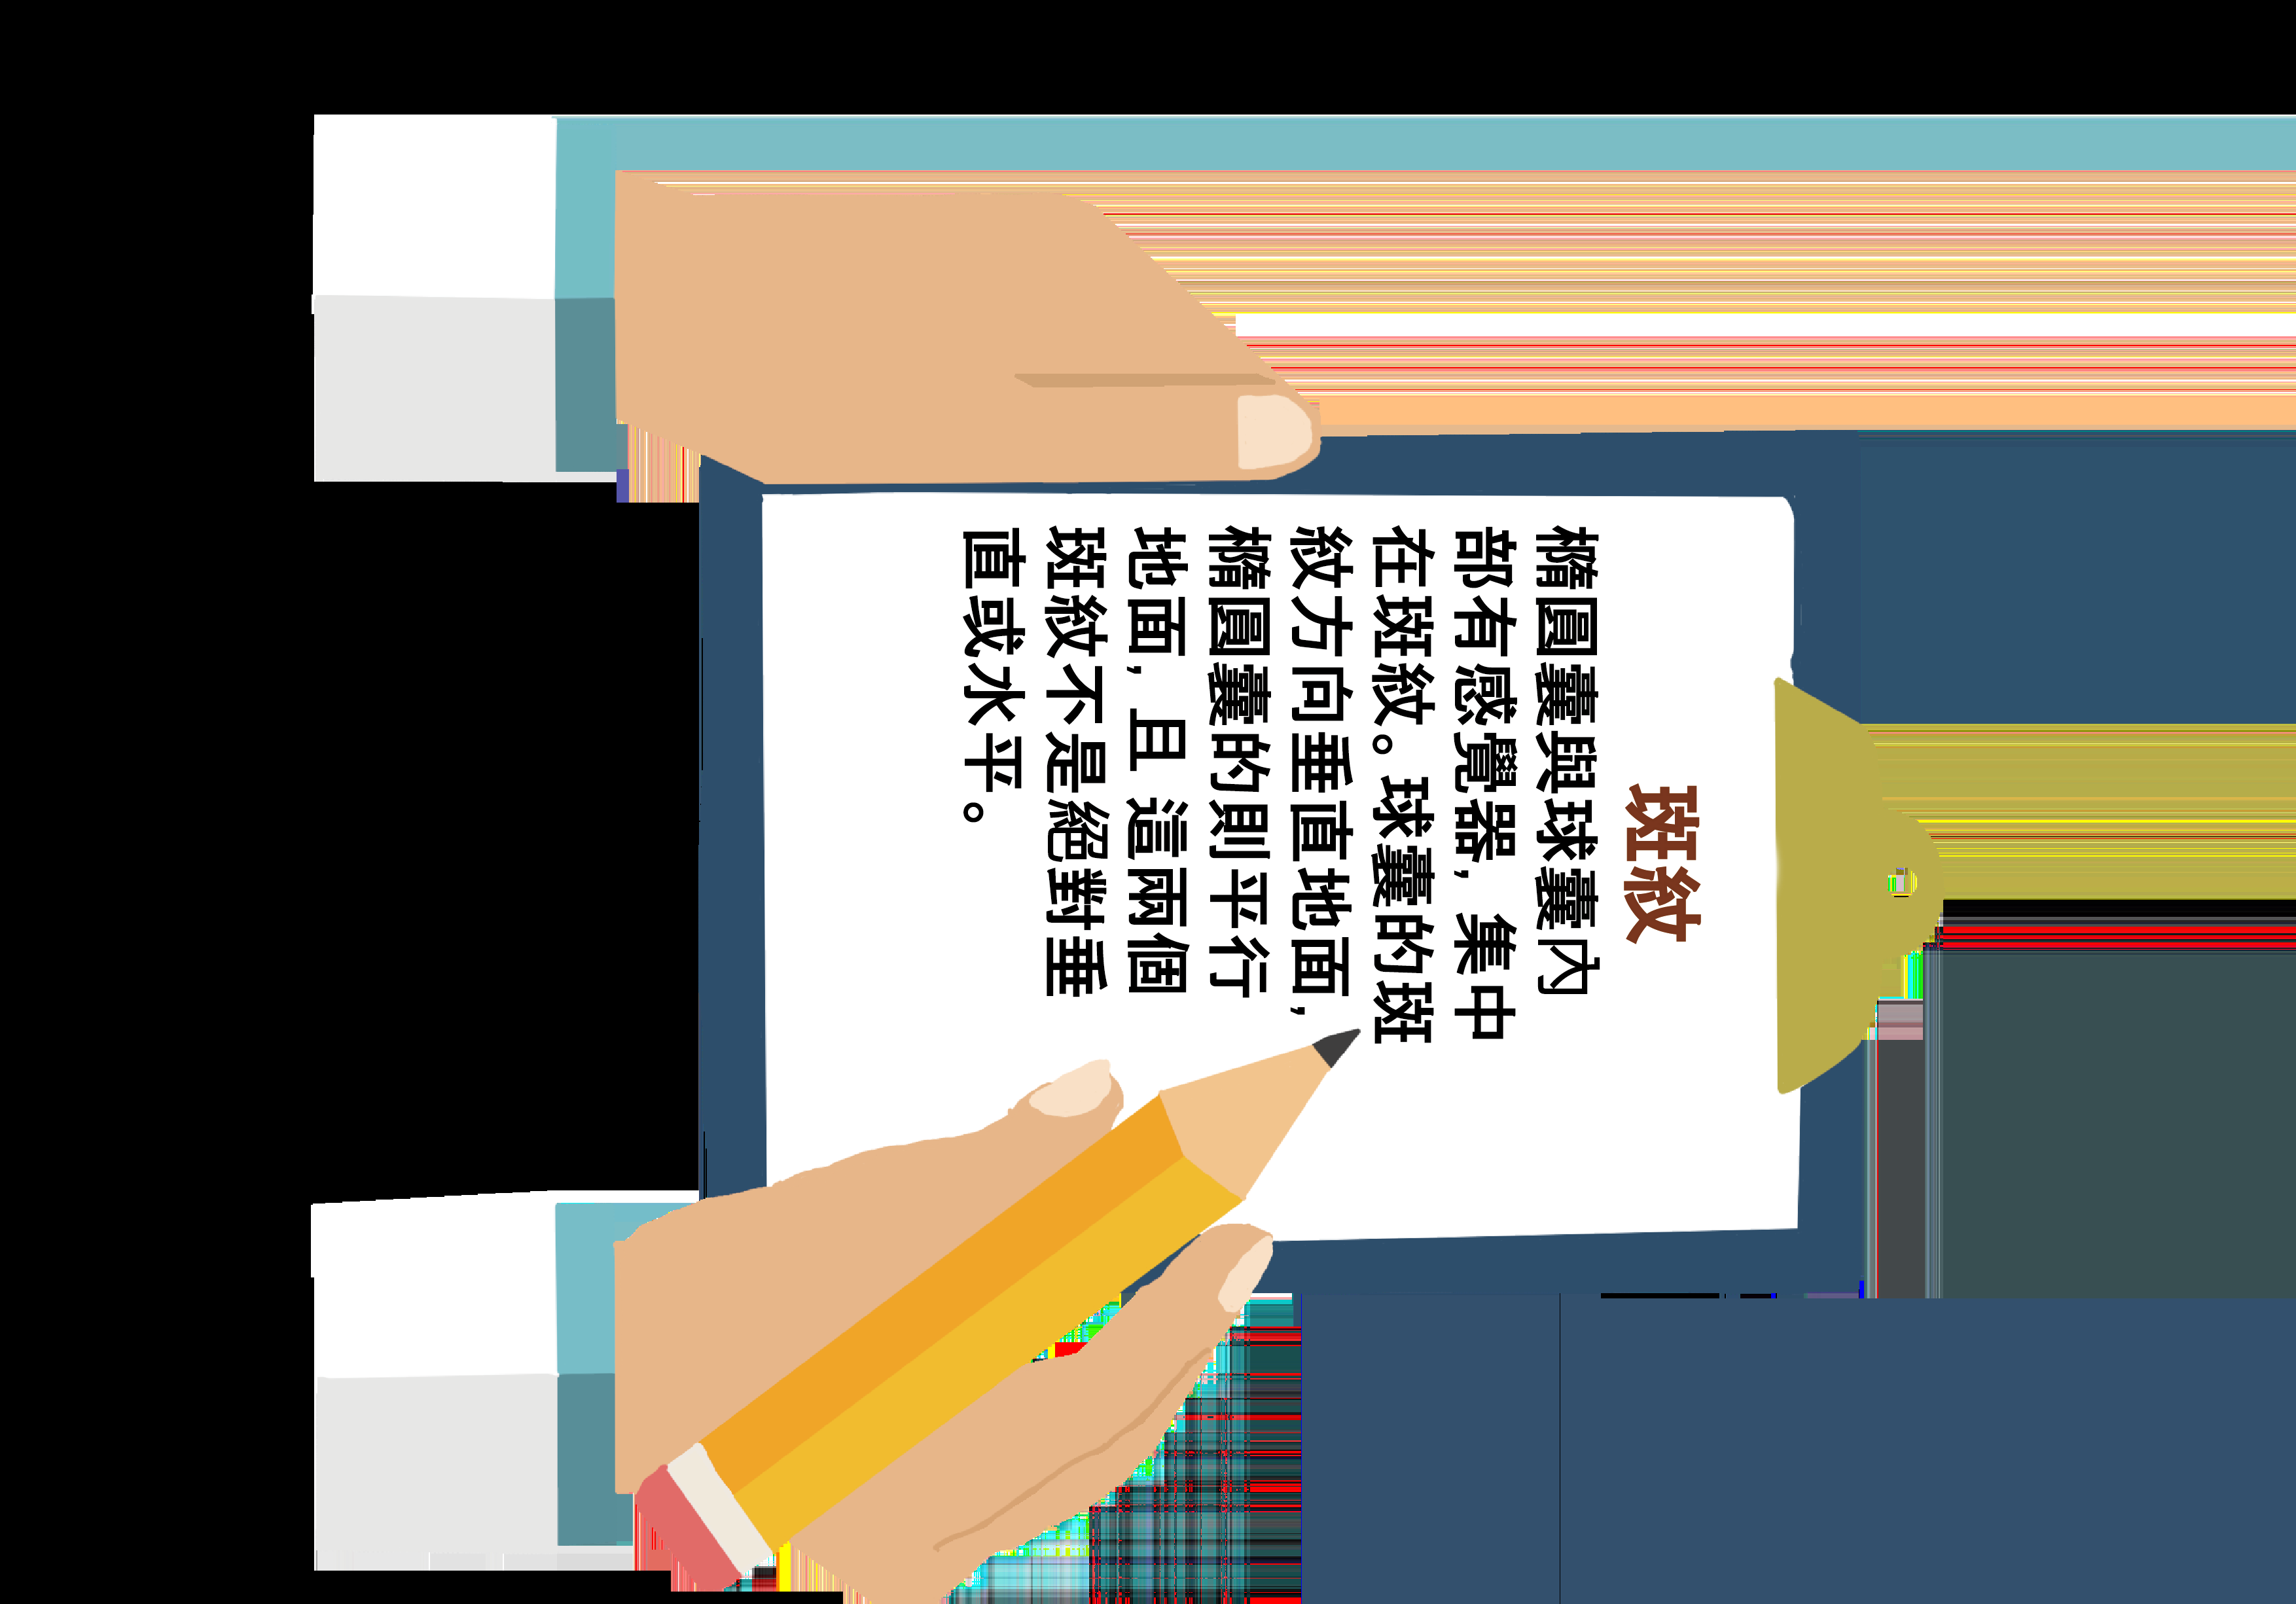 斑紋
橢圓囊與球囊內
部有感覺器，集中
在斑紋。球囊的斑
紋方向垂直地面，
橢圓囊的則平行
地面，且這兩個
斑紋不是絕對垂
直或水平。